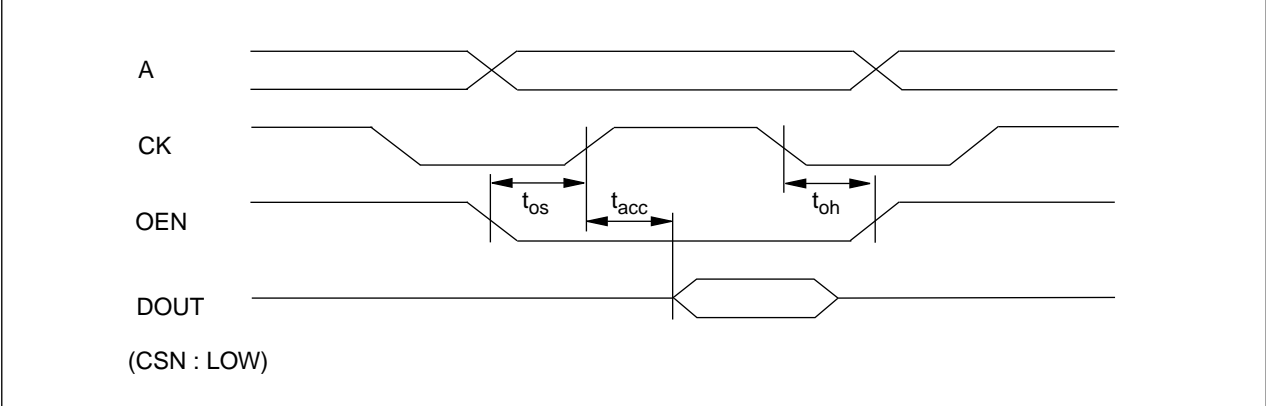 A
CK
tos
tacc
toh
OEN
DOUT
(CSN : LOW)